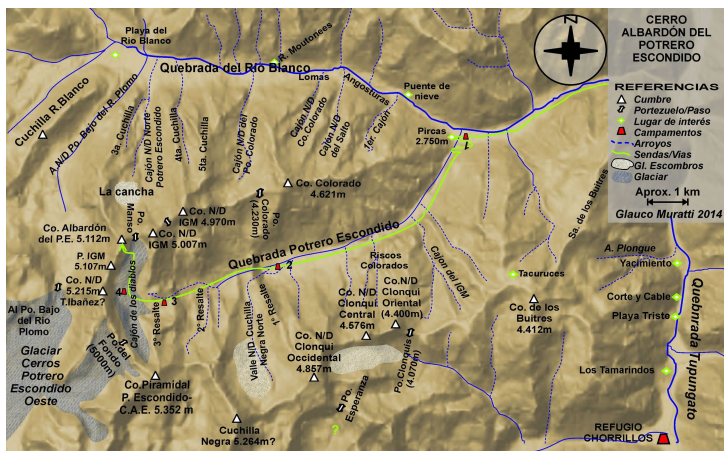 CERRO
ALBARDÓN DEL
POTRERO
ESCONDIDO
REFERENCIAS
Cumbre
Portezuelo/Paso
Lugar de interés
Campamentos
Arroyos
Sendas/Vias
Gl. Escombros
Glaciar
Aprox. 1 km
Glauco Muratti 2014
N
Playa del
Río Blanco
R. Moutonees
Quebrada del Río Blanco
Lomas
Angosturas
Puente de
nieve
Cuchilla R.Blanco
A.N/D Po. Bajo del R. Plomo
3a. Cuchilla
Cajón N/D Norte
Potrero Escondido
4ta. Cuchilla
5ta. Cuchilla
Cajón N/D del
Po. Colorado
Cajón N/D
Co Colorado
Cajón N/D
del Salto
1er. Cajón
Pircas
2.750m
1
La cancha
Co. Colorado
4.621m
Po.
Colorado
(4.230m)
Co. N/D
IGM 4.970m
Po.
Manso
Co. N/D
IGM 5.007m
Co. Albardón
del P.E. 5.112m
P. IGM
5.107m
Co. N/D
5.215m
T.Ibañez?
4
Cajón de los diablos
3
3º Resalte
2º Resalte
1º Resalte
2
Quebrada Potrero Escondido
Valle N/D Cuchilla
Negra Norte
Riscos
Colorados
Cajon del IGM
Sa. de los Buitres
Tacuruces
Co. de los
Buitres
4.412m
Co.N/D
Clonqui
Oriental
(4.400m)
Co. N/D
Clonqui
Central
4.576m
Co. N/D
Clonqui
Occidental
4.857m
Po.Clonquis
(4.070m)
Po.
Esperanza
?
Al Po. Bajo
del Río
Plomo
Glaciar
Cerros
Potrero
Escondido
Oeste
Po.del
Fondo
(5000m)
Co.Piramidal
P. Escondido-
C.A.E. 5.352 m
Cuchilla
Negra 5.264m?
A. Plongue
Yacimiento
Corte y Cable
Playa Triste
Quebrada Tupungato
Los Tamarindos
REFUGIO
CHORRILLOS